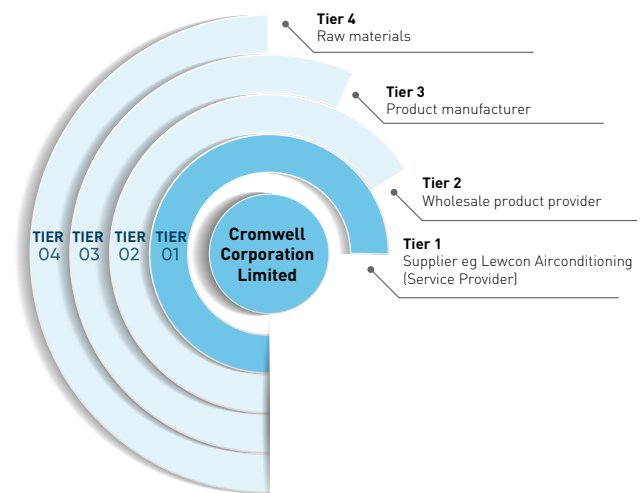 Tier 4
Raw materials
Tier 3
Product manufacturer
Tier 2
Wholesale product provider
Tier 1
Supplier eg Lewcon Airconditioning
(Service Provider)
TIER
04
TIER
03
TIER
02
TIER
01
Cromwell
Corporation
Limited